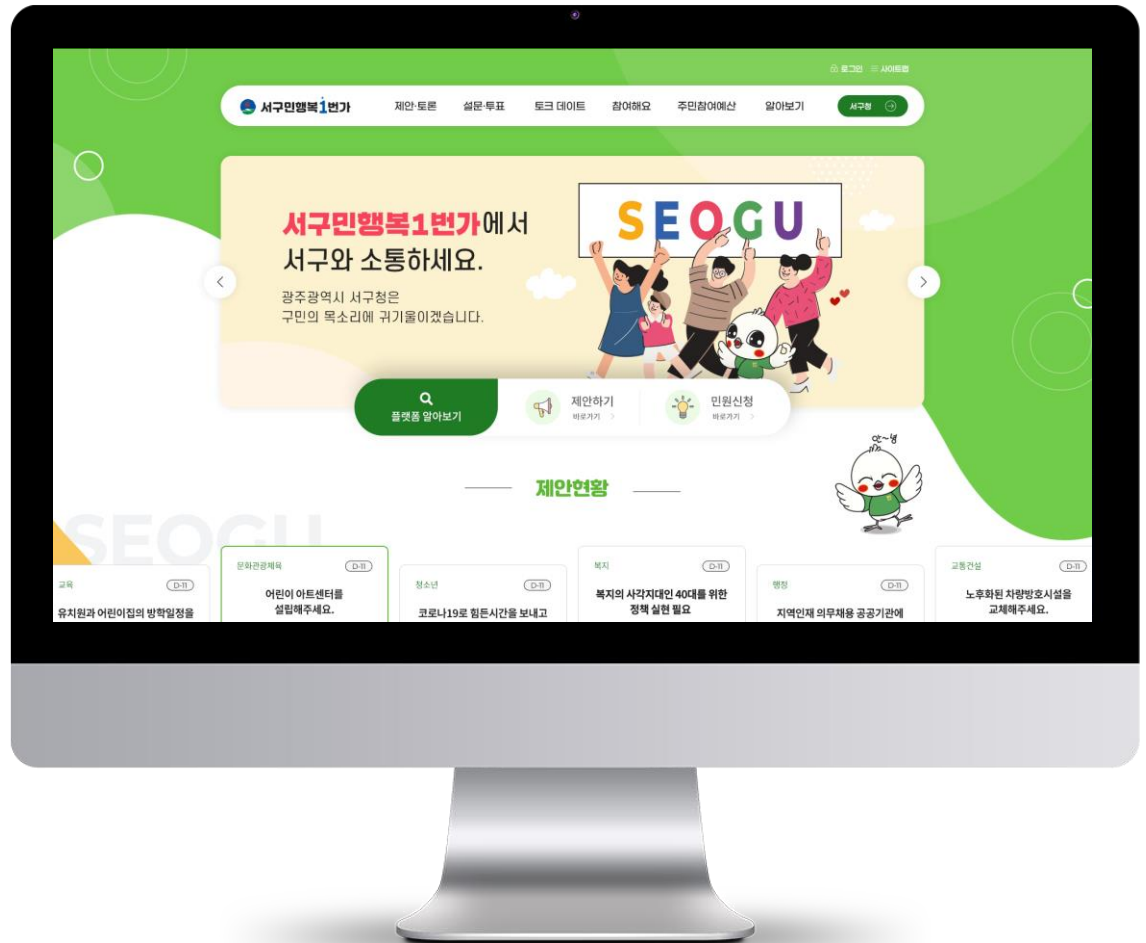 로그인 사이트맵
서구민행복1번가 제안·토론 설문·투표 토크 데이트 참여해요 주민참여예산 알아보기 서구청
서구민행복1번가에서
서구와 소통하세요.
광주광역시 서구청은
구민의 목소리에 귀기울이겠습니다.
SEOGU
플랫폼 알아보기
제안하기
바로가기
민원신청
바로가기
안~녕
제안현황
SEOGU
교육 D-11
유치원과 어린이집의 방학일정을
문화관광체육 D-11
어린이 아트센터를
설립해주세요.
청소년 D-11
코로나19로 힘든시간을 보내고
복지 D-11
복지의 사각지대인 40대를 위한
정책 실현 필요
행정 D-11
지역인재 의무채용 공공기관에
교통건설 D-11
노후화된 차량방호시설을
교체해주세요.